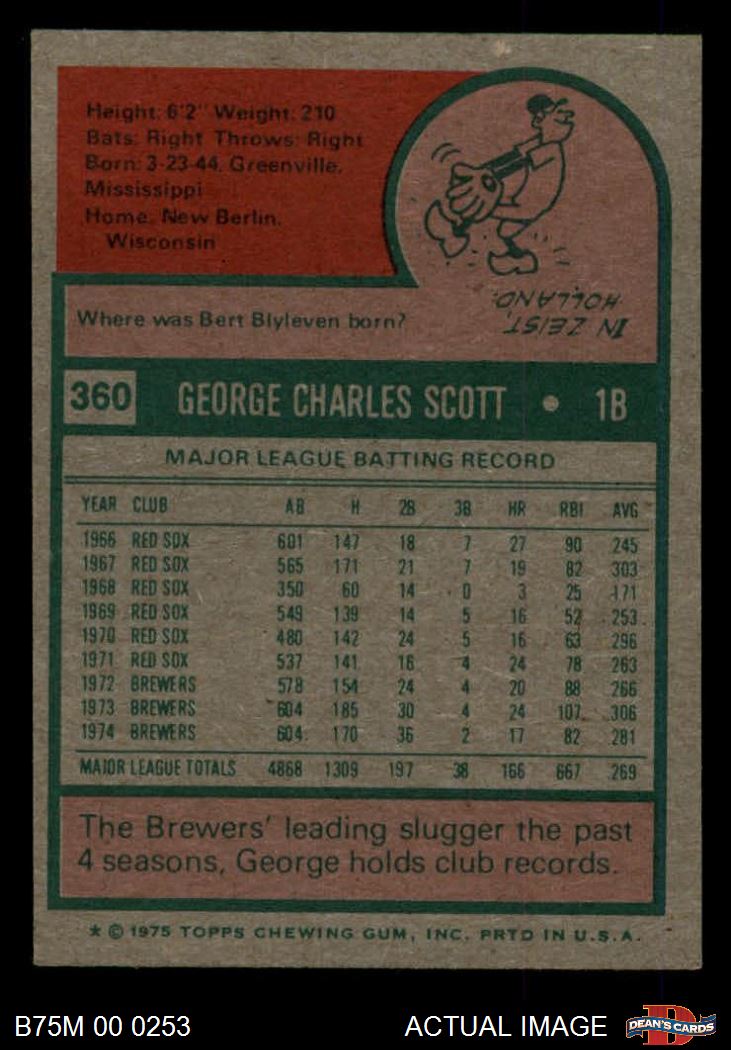 Height: 6'2" Weight: 210
Bats: Right Throws: Right
Born: 3-23-44, Greenville,
Mississippi
Home: New Berlin,
Wisconsin
Where was Bert Blyleven born?
IN ZEIST,
HOLLAND.
360 GEORGE CHARLES SCOTT • 1B
MAJOR LEAGUE BATTING RECORD
YEAR CLUB AB H 2B 3B HR RBI AVG
1966 RED SOX 601 147 18 7 27 90 245
1967 RED SOX 565 171 21 7 19 82 303
1968 RED SOX 350 60 14 0 3 25 171
1969 RED SOX 549 139 14 5 16 52 253
1970 RED SOX 480 142 24 5 16 63 296
1971 RED SOX 537 141 16 4 24 78 263
1972 BREWERS 578 154 24 4 20 88 266
1973 BREWERS 604 185 30 4 24 107 306
1974 BREWERS 604 170 36 2 17 82 281
MAJOR LEAGUE TOTALS 4868 1309 197 38 166 667 269
The Brewers' leading slugger the past
4 seasons, George holds club records.
* © 1975 TOPPS CHEWING GUM, INC. PRTD IN U.S.A.
B75M 00 0253 ACTUAL IMAGE DEAN'S CARDS